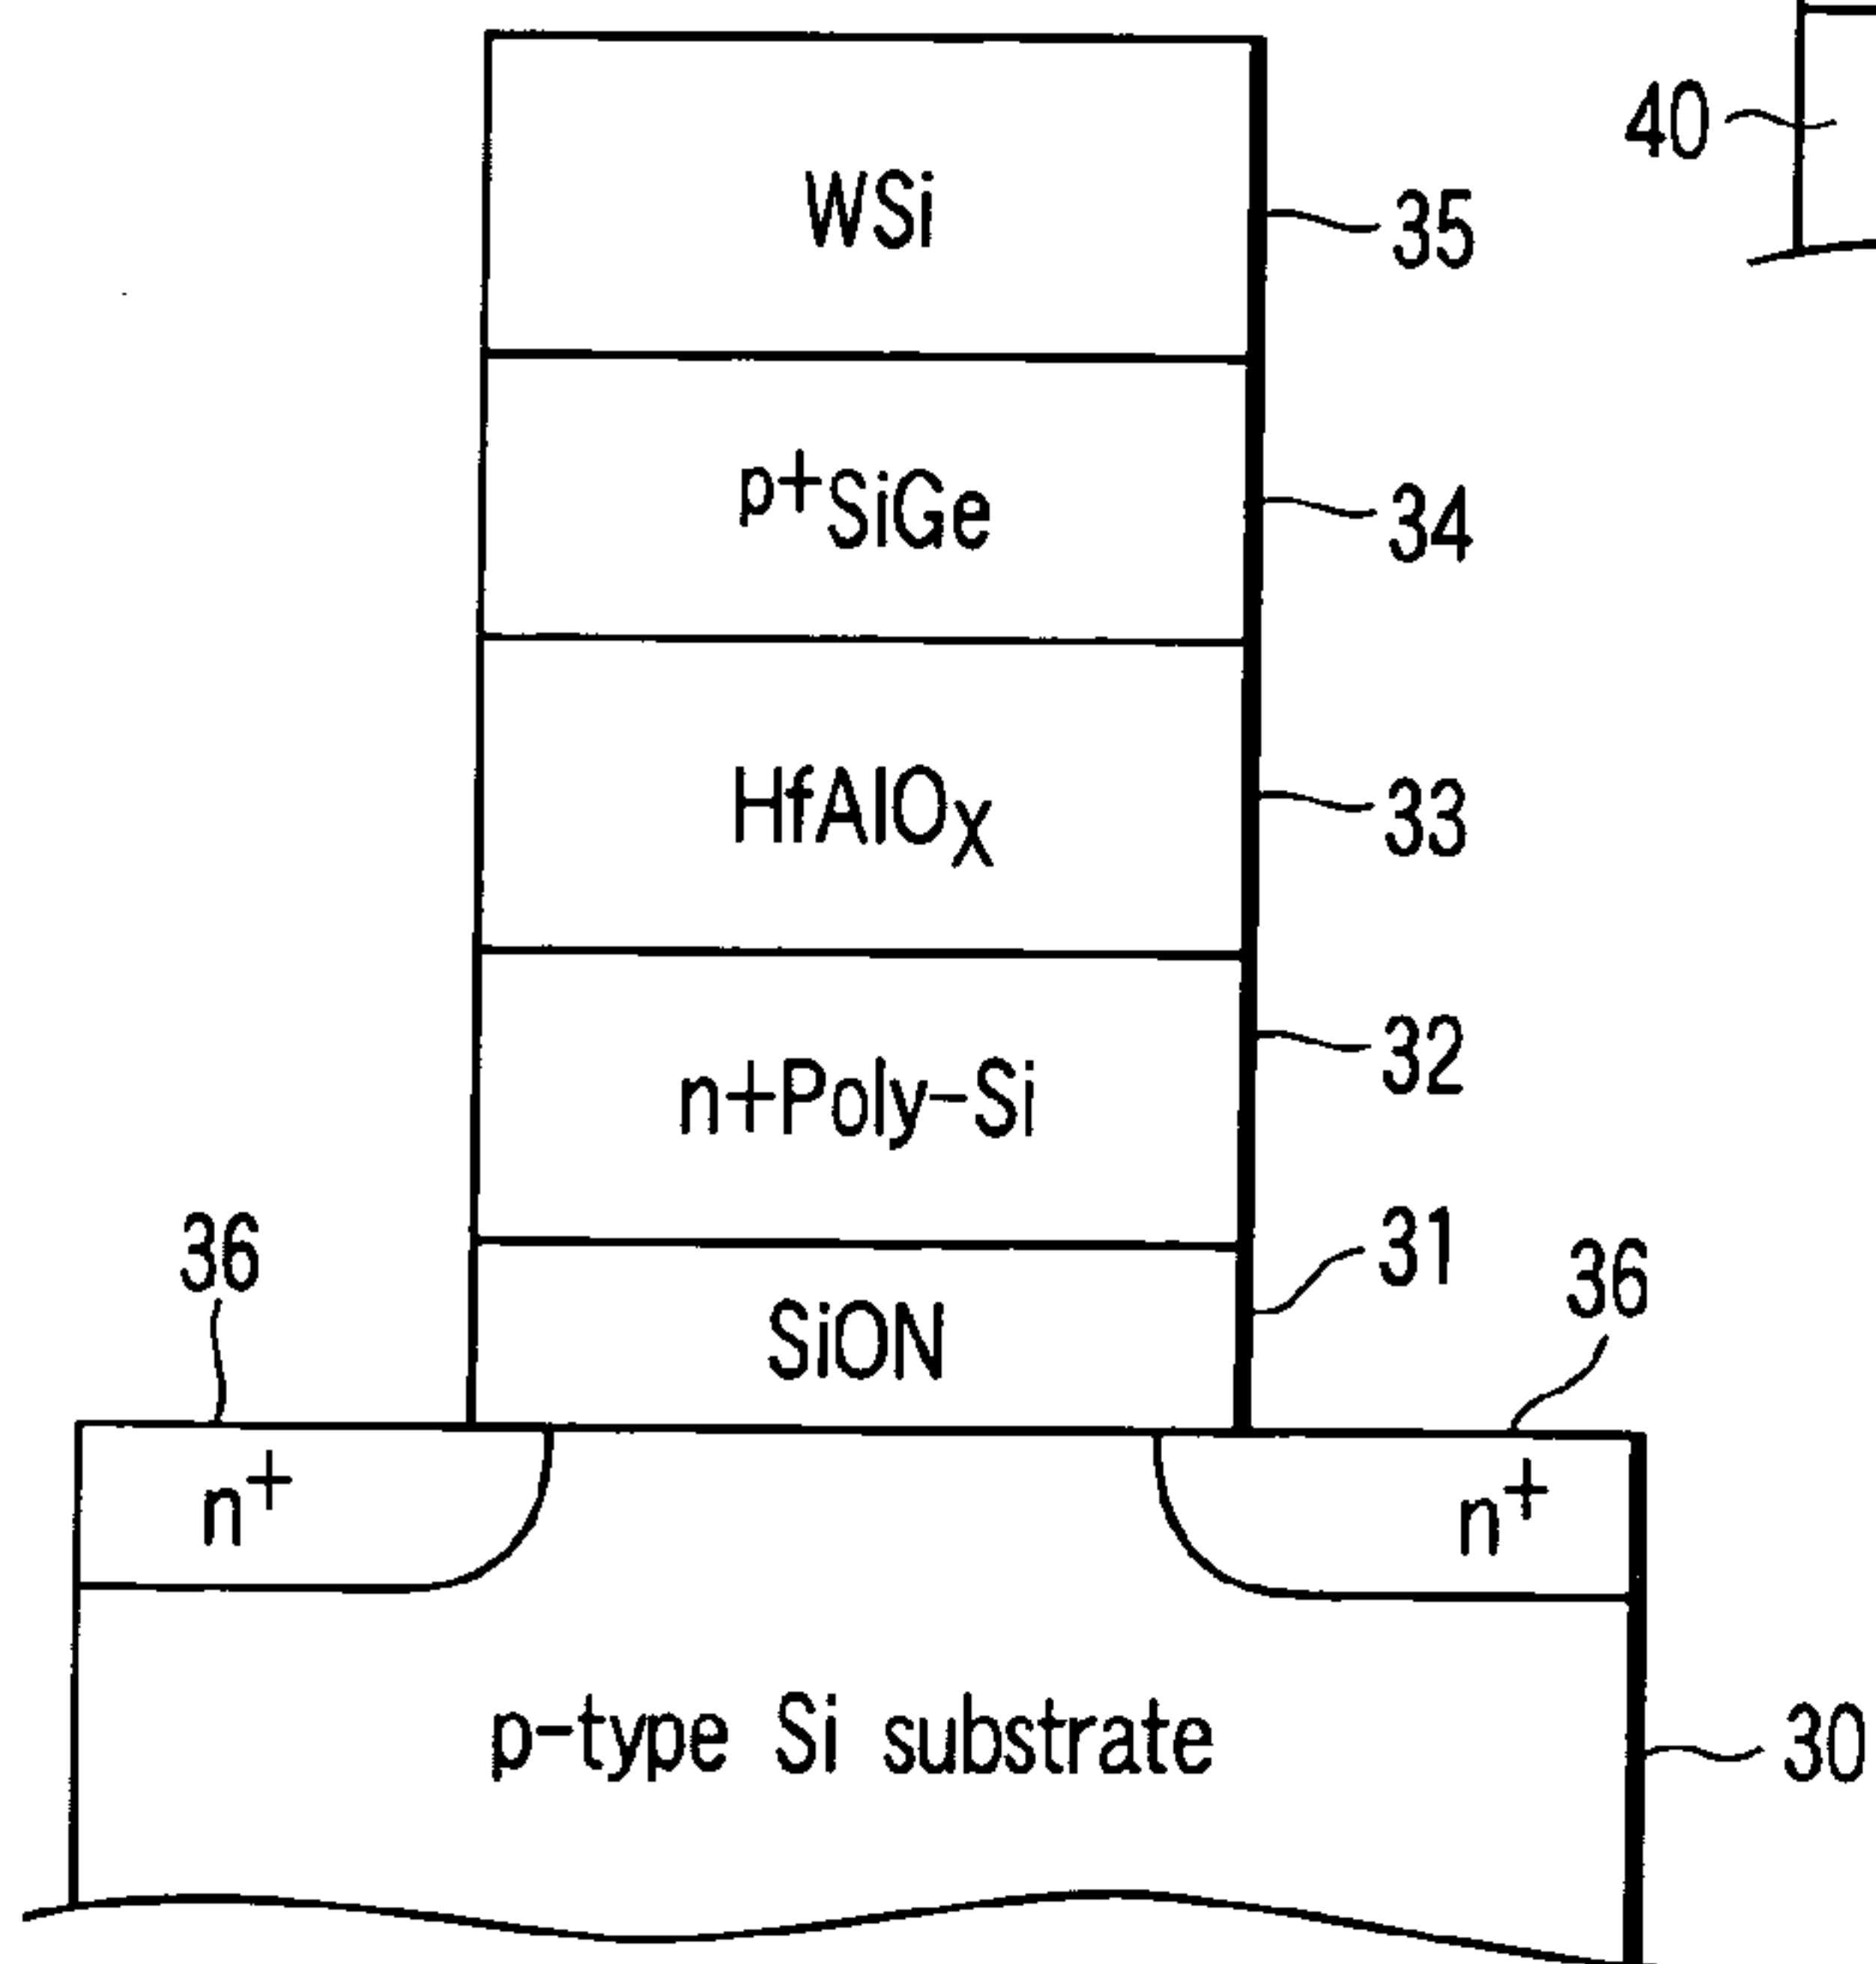 40
WSi
35
p⁺SiGe
34
HfAlOₓ
33
32
n+Poly-Si
31
36
36
SiON
n⁺
n⁺
p-type Si substrate
30